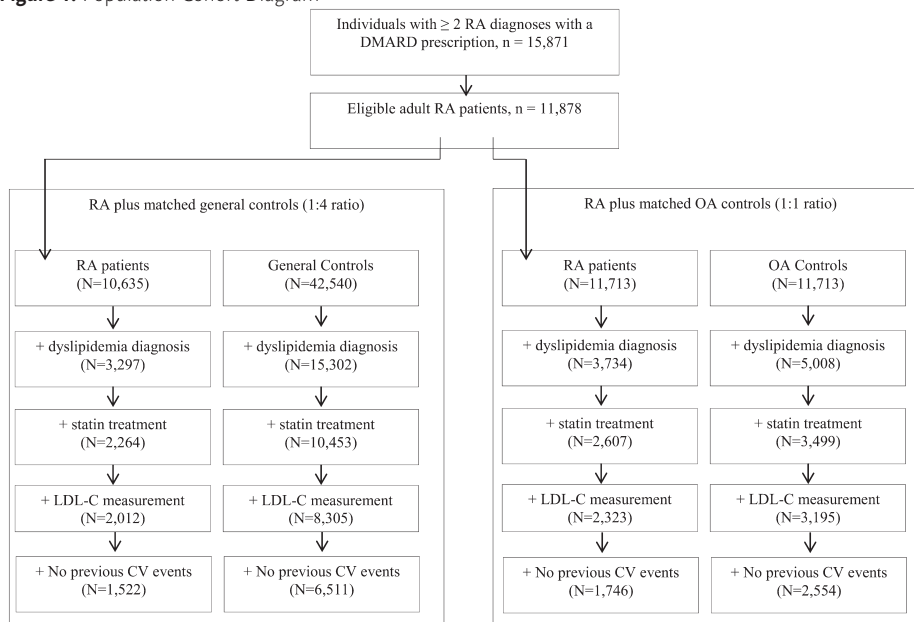 Figure 1. Population Cohort Diagram
Individuals with ≥ 2 RA diagnoses with a
DMARD prescription, n = 15,871
Eligible adult RA patients, n = 11,878
RA plus matched general controls (1:4 ratio)
RA patients
(N=10,635)
+ dyslipidemia diagnosis
(N=3,297)
+ statin treatment
(N=2,264)
+ LDL-C measurement
(N=2,012)
+ No previous CV events
(N=1,522)
General Controls
(N=42,540)
+ dyslipidemia diagnosis
(N=15,302)
+ statin treatment
(N=10,453)
+ LDL-C measurement
(N=8,305)
+ No previous CV events
(N=6,511)
RA plus matched OA controls (1:1 ratio)
RA patients
(N=11,713)
+ dyslipidemia diagnosis
(N=3,734)
+ statin treatment
(N=2,607)
+ LDL-C measurement
(N=2,323)
+ No previous CV events
(N=1,746)
OA Controls
(N=11,713)
+ dyslipidemia diagnosis
(N=5,008)
+ statin treatment
(N=3,499)
+ LDL-C measurement
(N=3,195)
+ No previous CV events
(N=2,554)